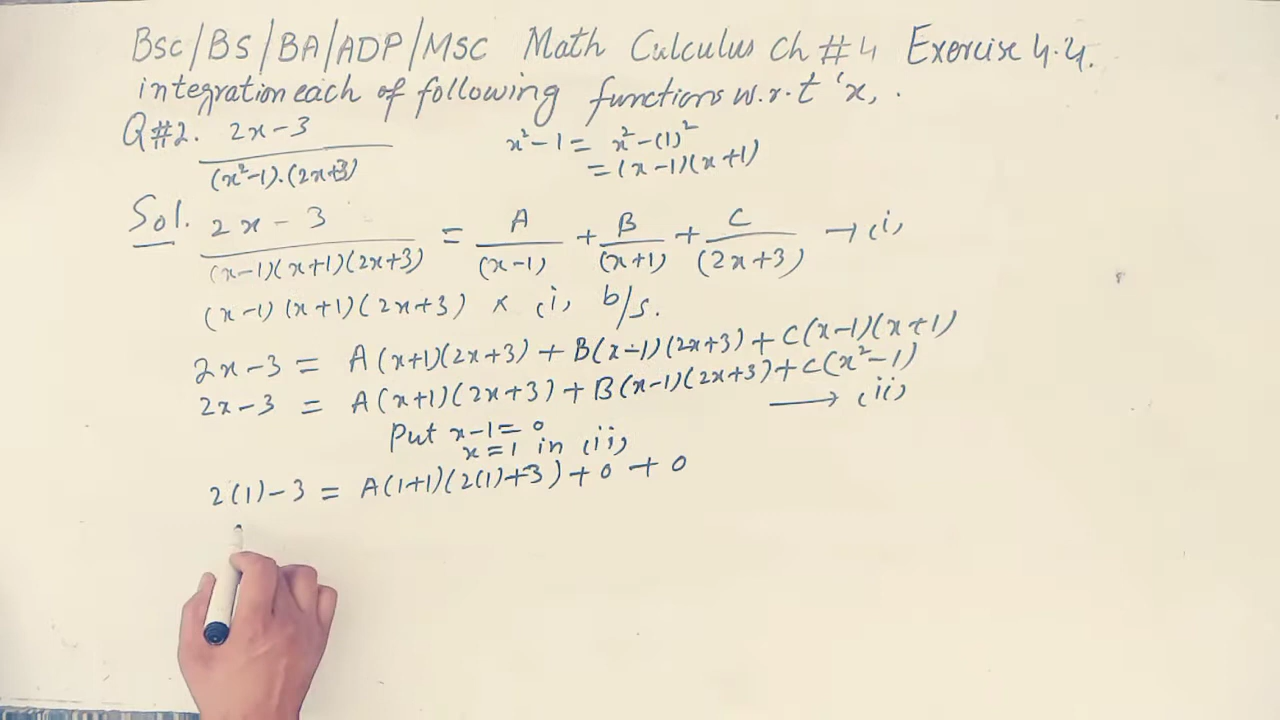 Bsc/BS/BA/ADP/MSC Math Calculus Ch #4 Exercise 4.4.
integration each of following functions w.r.t 'x, .
Q#2. 2x-3 / (x²-1).(2x+3)
x²-1 = x²-(1)²
= (x-1)(x+1)
Sol. 2x-3 / (x-1)(x+1)(2x+3) = A / (x-1) + B / (x+1) + C / (2x+3) → (i)
(x-1)(x+1)(2x+3) × (i) b/s.
2x-3 = A(x+1)(2x+3)+B(x-1)(2x+3)+C(x-1)(x+1)
2x-3 = A(x+1)(2x+3)+B(x-1)(2x+3)+C(x²-1)
→ (ii)
Put x-1=0
x=1 in (ii)
2(1)-3 = A(1+1)(2(1)+3)+0+0